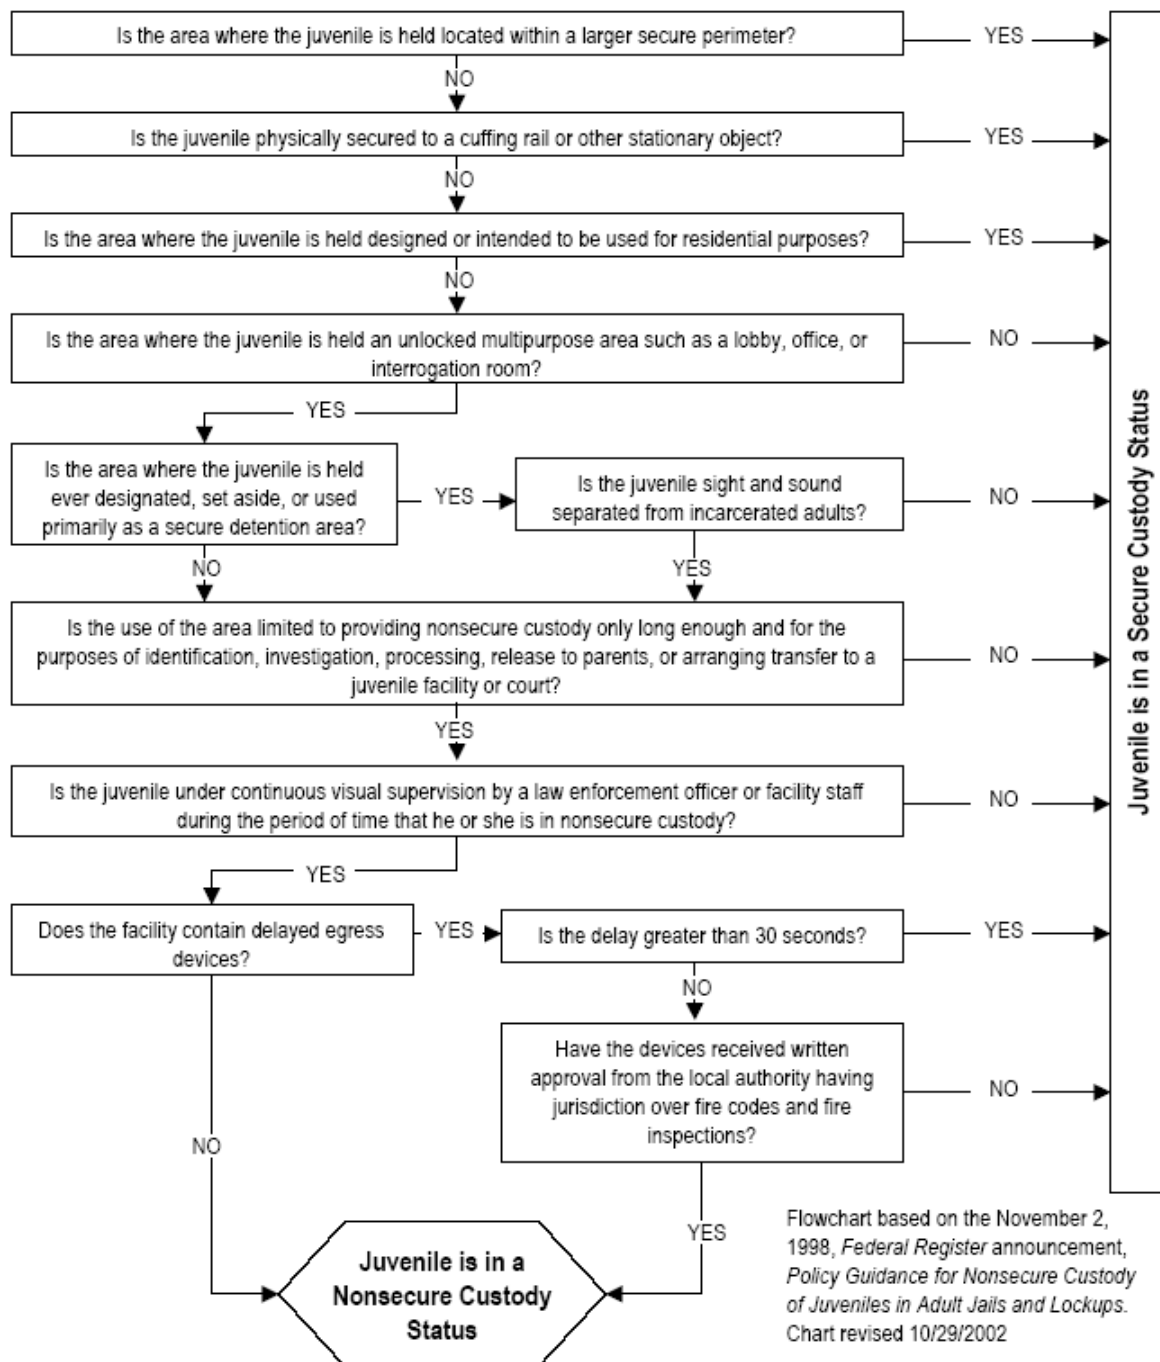 Is the area where the juvenile is held located within a larger secure perimeter?
YES
NO
Is the juvenile physically secured to a cuffing rail or other stationary object?
YES
NO
Is the area where the juvenile is held designed or intended to be used for residential purposes?
YES
NO
Is the area where the juvenile is held an unlocked multipurpose area such as a lobby, office, or
interrogation room?
NO
YES
Is the area where the juvenile is held
ever designated, set aside, or used
primarily as a secure detention area?
YES
Is the juvenile sight and sound
separated from incarcerated adults?
NO
NO
YES
Is the use of the area limited to providing nonsecure custody only long enough and for the
purposes of identification, investigation, processing, release to parents, or arranging transfer to a
juvenile facility or court?
NO
YES
Is the juvenile under continuous visual supervision by a law enforcement officer or facility staff
during the period of time that he or she is in nonsecure custody?
NO
YES
Does the facility contain delayed egress
devices?
YES
Is the delay greater than 30 seconds?
YES
NO
Have the devices received written
approval from the local authority having
jurisdiction over fire codes and fire
inspections?
NO
NO
YES
Juvenile is in a
Nonsecure Custody
Status
Juvenile is in a Secure Custody Status
Flowchart based on the November 2,
1998, Federal Register announcement,
Policy Guidance for Nonsecure Custody
of Juveniles in Adult Jails and Lockups.
Chart revised 10/29/2002